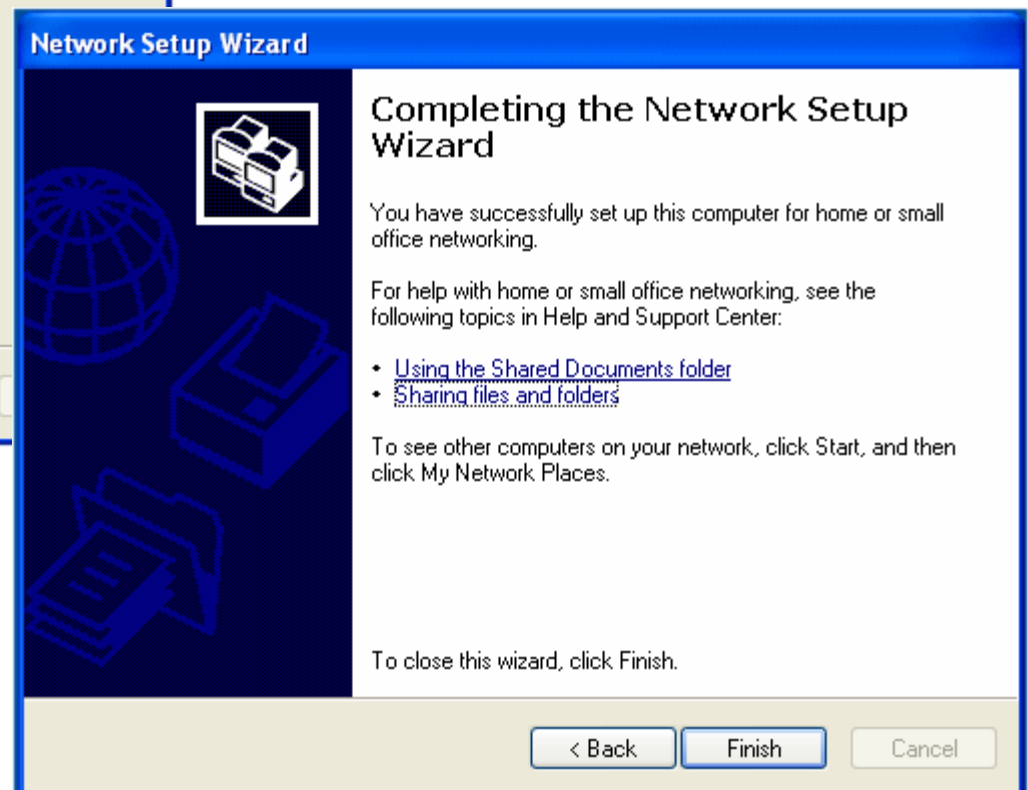 Network Setup Wizard
Completing the Network Setup
Wizard
You have successfully set up this computer for home or small
office networking.
For help with home or small office networking, see the
following topics in Help and Support Center:
• Using the Shared Documents folder
• Sharing files and folders
To see other computers on your network, click Start, and then
click My Network Places.
To close this wizard, click Finish.
< Back Finish Cancel